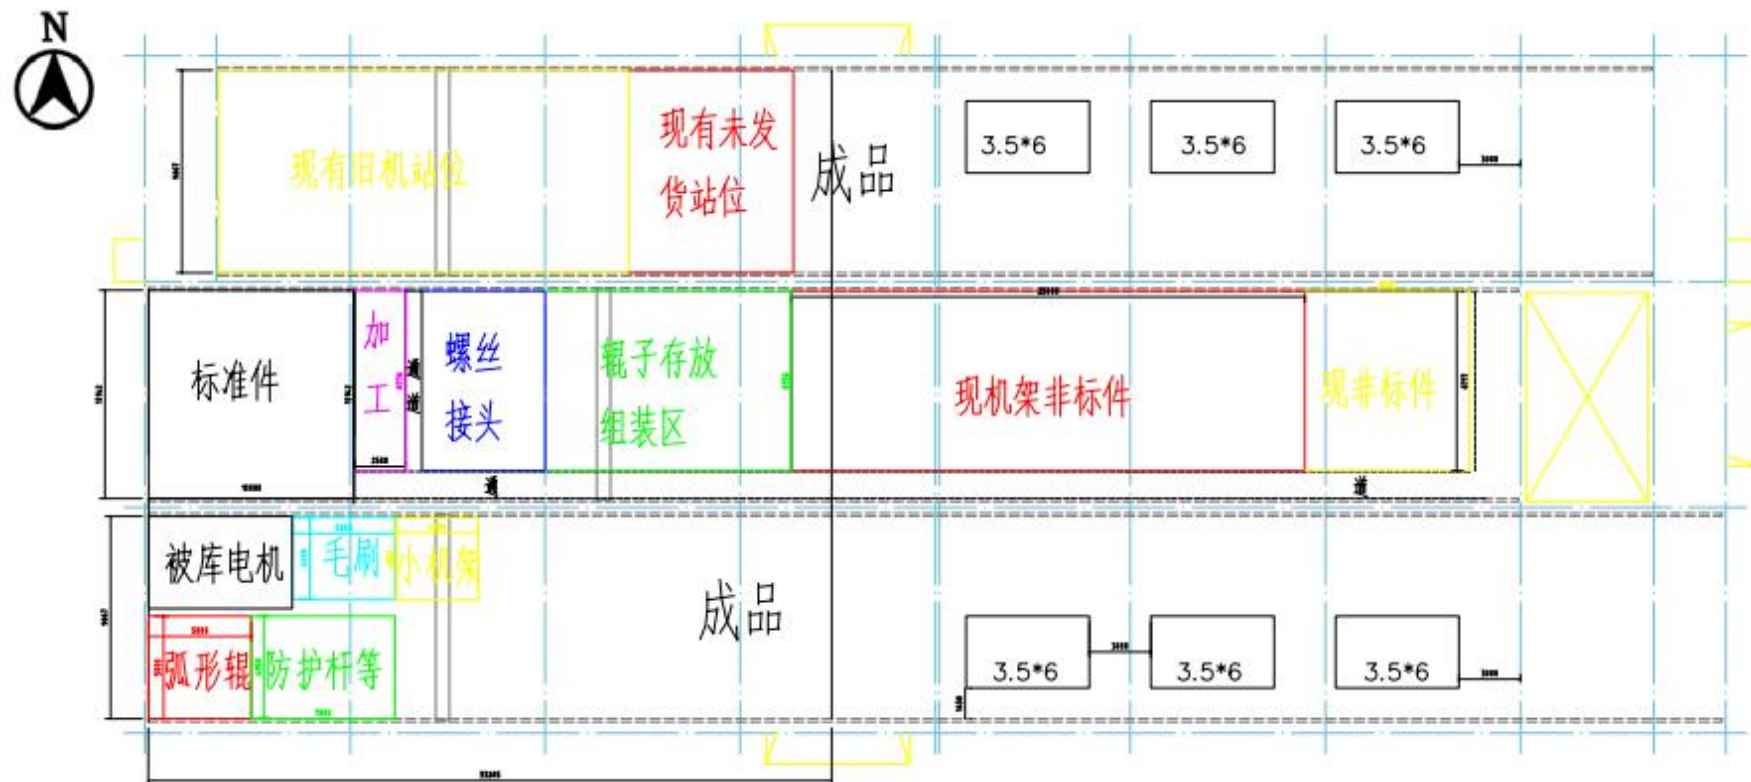 N
现有旧机站位
现有未发
货站位
成品
3.5*6
3.5*6
3.5*6
标准件
加
工
通
道
螺丝
接头
辊子存放
组装区
现机架非标件
现非标件
通
道
被库电机
毛刷
小机架
弧形辊
防护杆等
成品
3.5*6
3.5*6
3.5*6